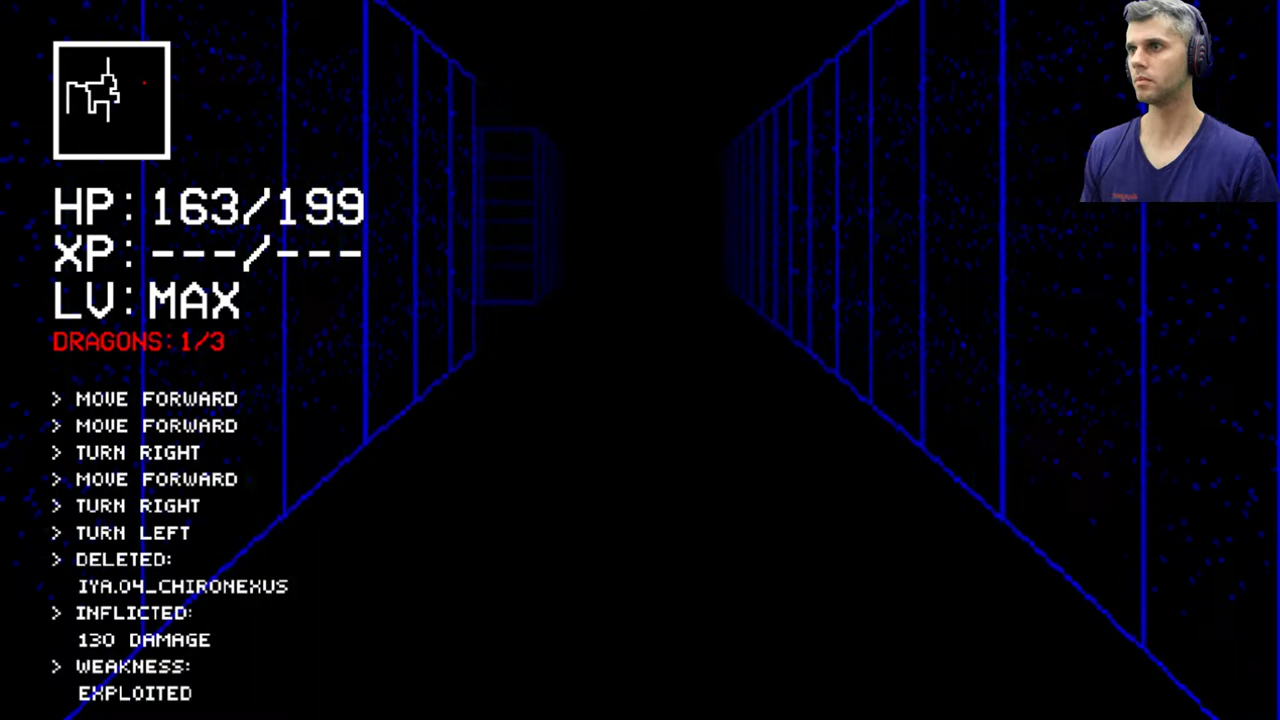 HP: 163/199
XP: ---/---
LV: MAX
DRAGONS: 1/3
> MOVE FORWARD
> MOVE FORWARD
> TURN RIGHT
> MOVE FORWARD
> TURN RIGHT
> TURN LEFT
> DELETED:
IYA.04_CHIRONEXUS
> INFLICTED:
130 DAMAGE
> WEAKNESS:
EXPLOITED